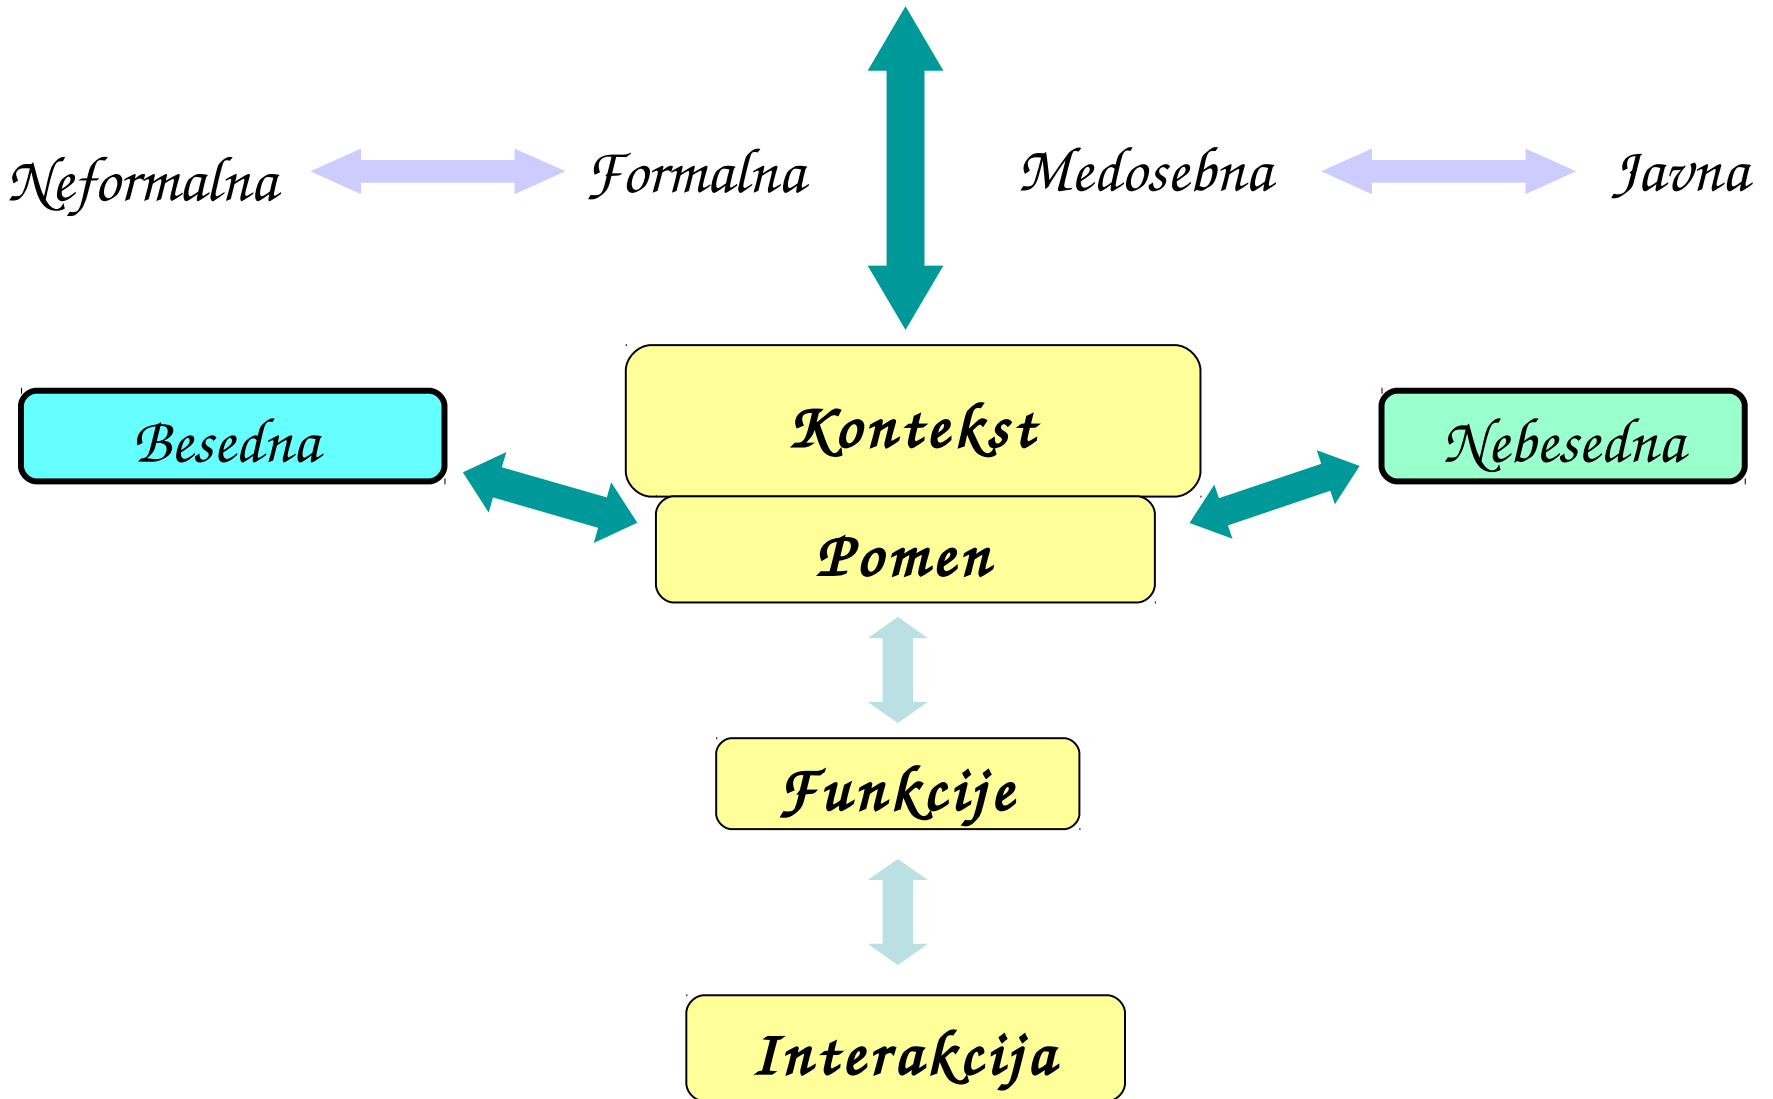 Neformalna
Formalna
Medosebna
Javna
Besedna
Kontekst
Nebesedna
Pomen
Funkcije
Interakcija